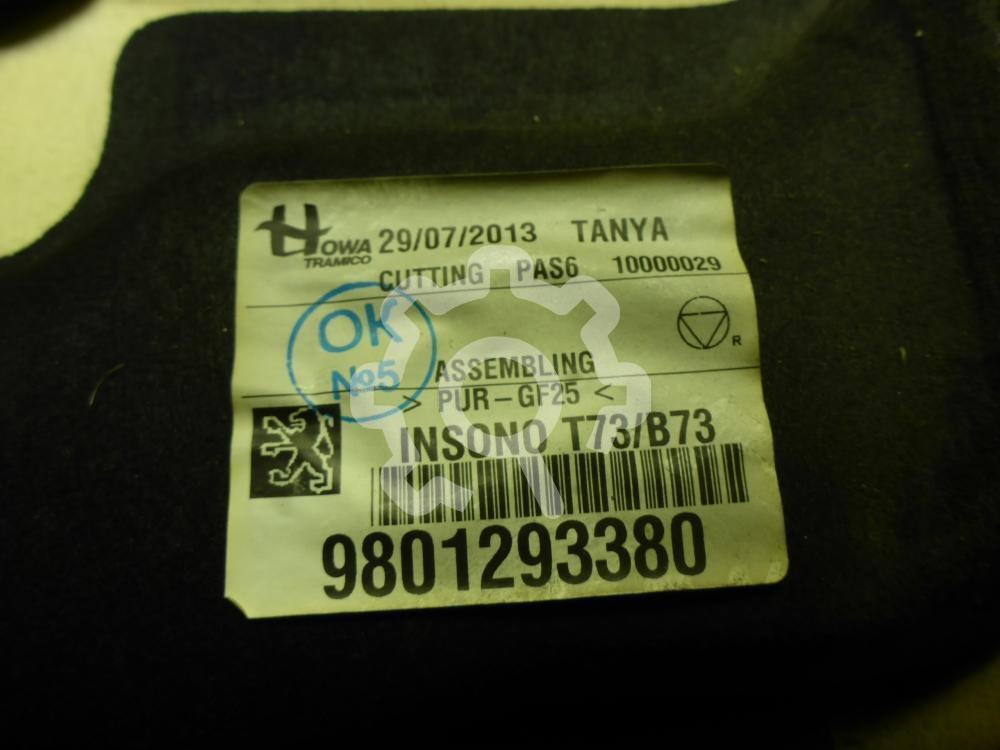 HOWA
TRAMICO
29/07/2013 TANYA
CUTTING PAS6 10000029
OK
№5
R
ASSEMBLING
> PUR-GF25 <
INSONO T73/B73
9801293380